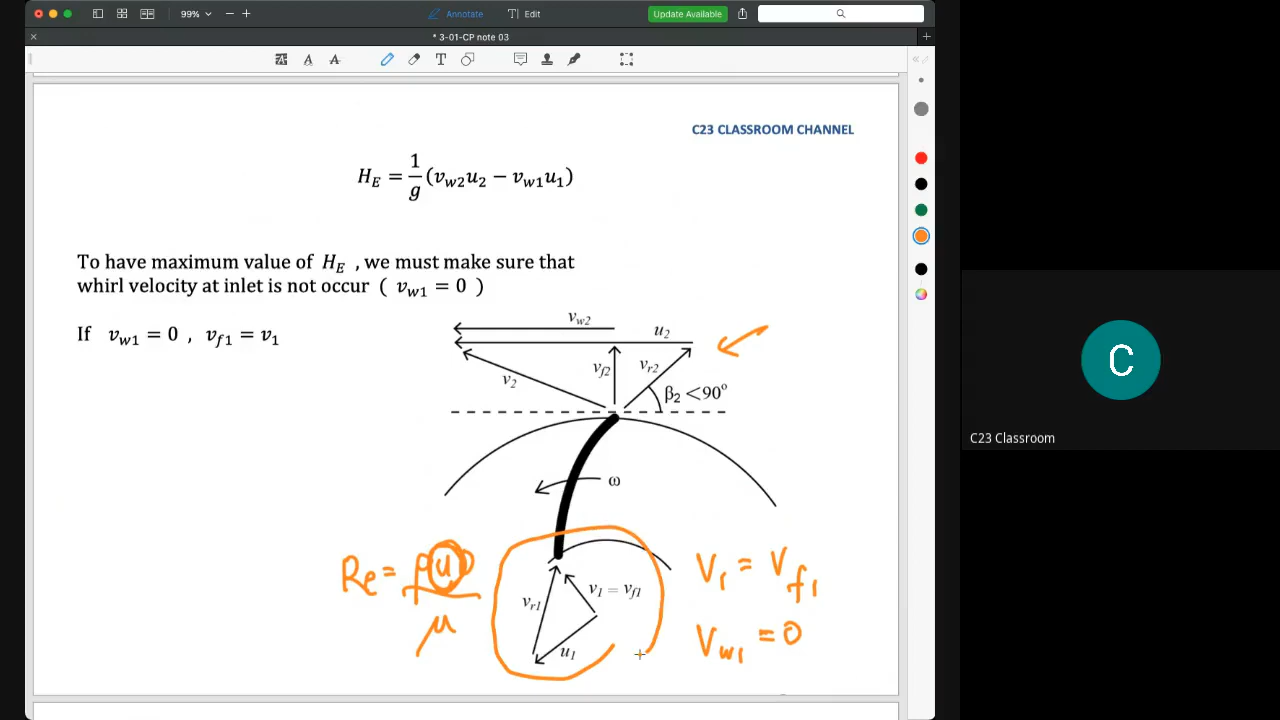 99%
Annotate
T Edit
Update Available
* 3-01-CP note 03
C23 CLASSROOM CHANNEL
H_E = 1/g (v_w2 u_2 − v_w1 u_1)
To have maximum value of H_E , we must make sure that
whirl velocity at inlet is not occur ( v_w1 = 0 )
If v_w1 = 0 , v_f1 = v_1
v_w2
u_2
v_2
v_f2
v_r2
β_2 <90°
ω
v_r1
v_1 = v_f1
u_1
V_1 = V_f1
V_w1 = 0
C
C23 Classroom